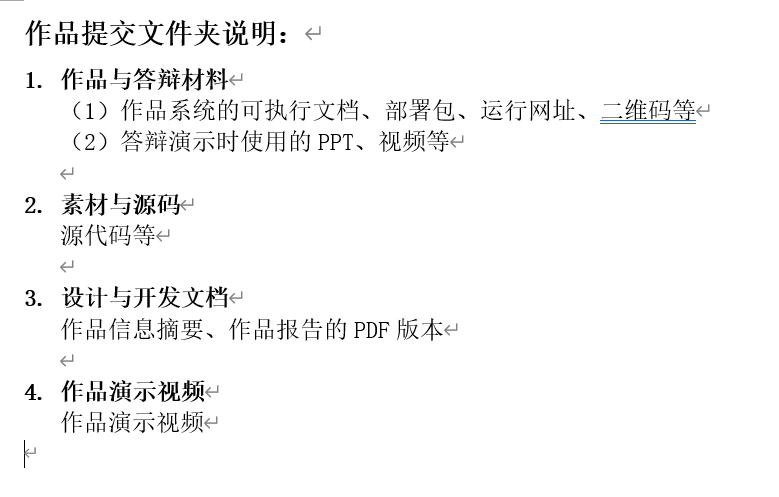 作品提交文件夹说明：
1. 作品与答辩材料
（1）作品系统的可执行文档、部署包、运行网址、二维码等
（2）答辩演示时使用的 PPT、视频等
2. 素材与源码
源代码等
3. 设计与开发文档
作品信息摘要、作品报告的 PDF 版本
4. 作品演示视频
作品演示视频